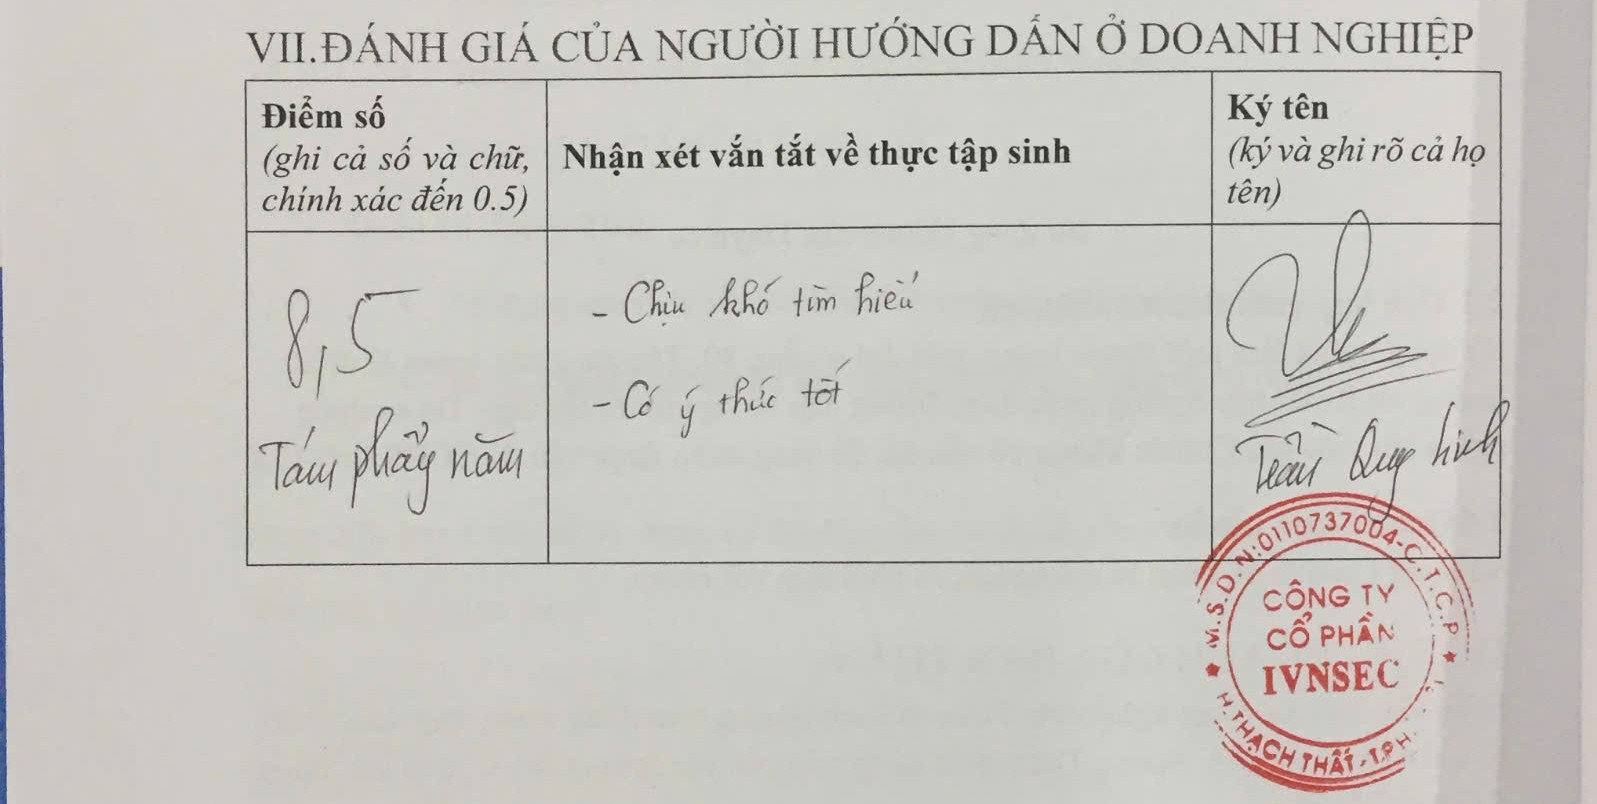 VII.ĐÁNH GIÁ CỦA NGƯỜI HƯỚNG DẪN Ở DOANH NGHIỆP
Điểm số
(ghi cả số và chữ,
chính xác đến 0.5)
Nhận xét vắn tắt về thực tập sinh
Ký tên
(ký và ghi rõ cả họ
tên)
8,5
Tám phẩy năm
- Chịu khó tìm hiểu
- Có ý thức tốt
Trần Quy
M.S.D.N:0110737004-C.T.C.P
CÔNG TY
CỔ PHẦN
IVNSEC
H.THẠCH THẤT-T.P.H